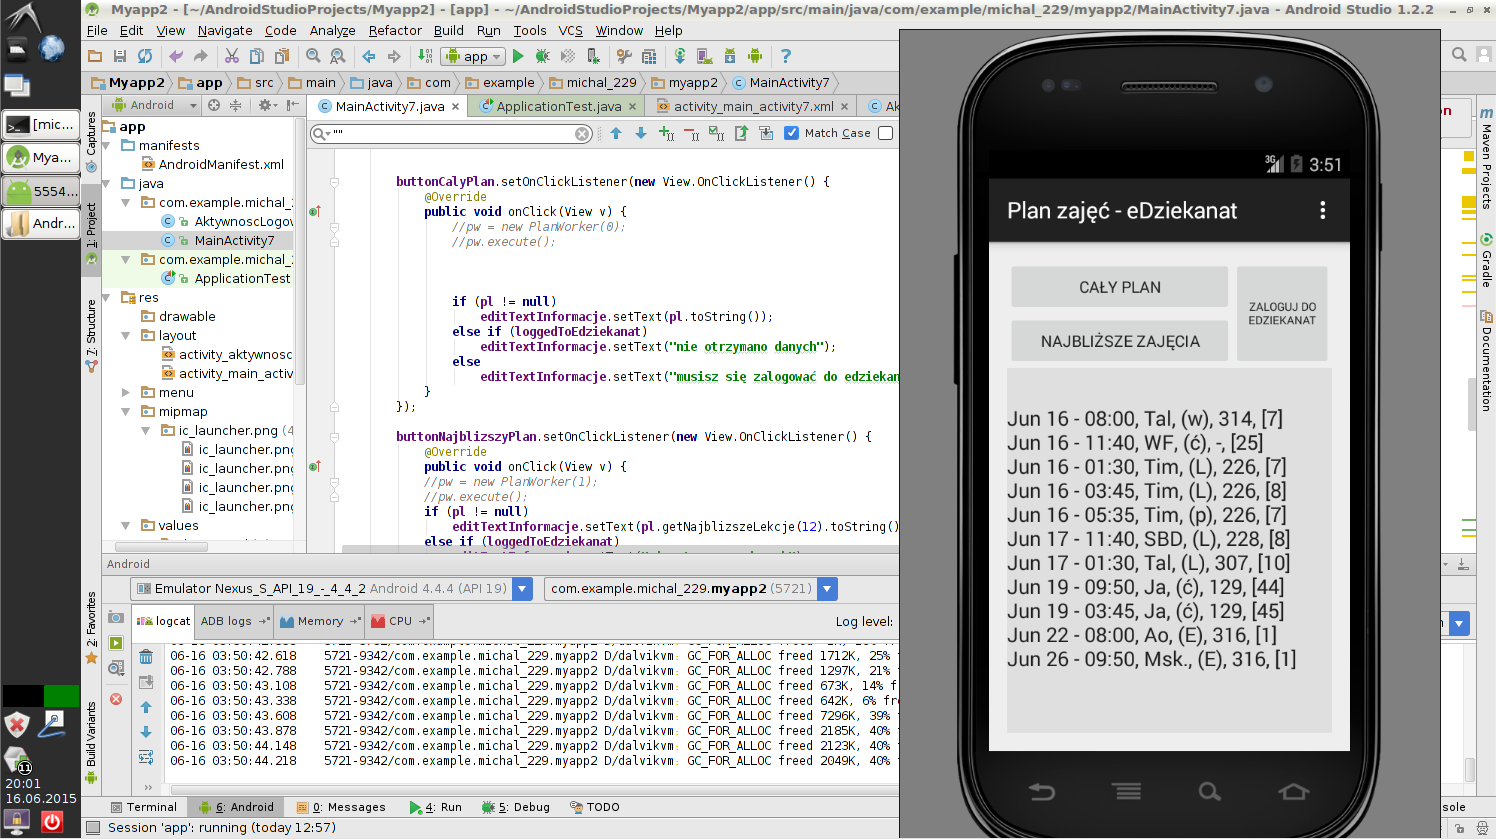 Myapp2 - [~/AndroidStudioProjects/Myapp2] - [app] - ~/AndroidStudioProjects/Myapp2/app/src/main/java/com/example/michal_229/myapp2/MainActivity7.java - Android Studio 1.2.2
File Edit View Navigate Code Analyze Refactor Build Run Tools VCS Window Help
app
Myapp2 app src main java com example michal_229 myapp2 MainActivity7
Android
MainActivity7.java ApplicationTest.java activity_main_activity7.xml Ak
""
Match Case
app
manifests
AndroidManifest.xml
java
com.example.michal_
AktywnoscLogow
MainActivity7
com.example.michal_
ApplicationTest
res
drawable
layout
activity_aktywnosc
activity_main_activ
menu
mipmap
ic_launcher.png (4
ic_launcher.png
ic_launcher.png
ic_launcher.png
ic_launcher.png
values
buttonCalyPlan.setOnClickListener(new View.OnClickListener() {
@Override
public void onClick(View v) {
//pw = new PlanWorker(0);
//pw.execute();
if (pl != null)
editTextInformacje.setText(pl.toString());
else if (loggedToEdziekanat)
editTextInformacje.setText("nie otrzymano danych");
else
editTextInformacje.setText("musisz się zalogować do edziekan
}
});
buttonNajblizszyPlan.setOnClickListener(new View.OnClickListener() {
@Override
public void onClick(View v) {
//pw = new PlanWorker(1);
//pw.execute();
if (pl != null)
editTextInformacje.setText(pl.getNajblizszeLekcje(12).toString()
else if (loggedToEdziekanat)
Android
Emulator Nexus_S_API_19_-_4_4_2 Android 4.4.4 (API 19)
com.example.michal_229.myapp2 (5721)
logcat ADB logs Memory CPU
Log level:
06-16 03:50:42.618 5721-9342/com.example.michal_229.myapp2 D/dalvikvm: GC_FOR_ALLOC freed 1712K, 25%
06-16 03:50:42.788 5721-9342/com.example.michal_229.myapp2 D/dalvikvm: GC_FOR_ALLOC freed 1297K, 21%
06-16 03:50:43.108 5721-9342/com.example.michal_229.myapp2 D/dalvikvm: GC_FOR_ALLOC freed 673K, 14% f
06-16 03:50:43.338 5721-9342/com.example.michal_229.myapp2 D/dalvikvm: GC_FOR_ALLOC freed 642K, 6% fre
06-16 03:50:43.608 5721-9342/com.example.michal_229.myapp2 D/dalvikvm: GC_FOR_ALLOC freed 7296K, 39%
06-16 03:50:43.878 5721-9342/com.example.michal_229.myapp2 D/dalvikvm: GC_FOR_ALLOC freed 2185K, 40%
06-16 03:50:44.148 5721-9342/com.example.michal_229.myapp2 D/dalvikvm: GC_FOR_ALLOC freed 2123K, 40%
06-16 03:50:44.218 5721-9342/com.example.michal_229.myapp2 D/dalvikvm: GC_FOR_ALLOC freed 2049K, 40%
Terminal 6: Android 0: Messages 4: Run 5: Debug TODO
sole
Session 'app': running (today 12:57)
Captures
1: Project
7: Structure
2: Favorites
Build Variants
on
Maven Projects
Gradle
Documentation
[mic...
Mya...
5554...
Andr...
11
20:01
16.06.2015
3G 3:51
Plan zajęć - eDziekanat
CAŁY PLAN
NAJBLIŻSZE ZAJĘCIA
ZALOGUJ DO
EDZIEKANAT
Jun 16 - 08:00, Tal, (w), 314, [7]
Jun 16 - 11:40, WF, (ć), -, [25]
Jun 16 - 01:30, Tim, (L), 226, [7]
Jun 16 - 03:45, Tim, (L), 226, [8]
Jun 16 - 05:35, Tim, (p), 226, [7]
Jun 17 - 11:40, SBD, (L), 228, [8]
Jun 17 - 01:30, Tal, (L), 307, [10]
Jun 19 - 09:50, Ja, (ć), 129, [44]
Jun 19 - 03:45, Ja, (ć), 129, [45]
Jun 22 - 08:00, Ao, (E), 316, [1]
Jun 26 - 09:50, Msk., (E), 316, [1]